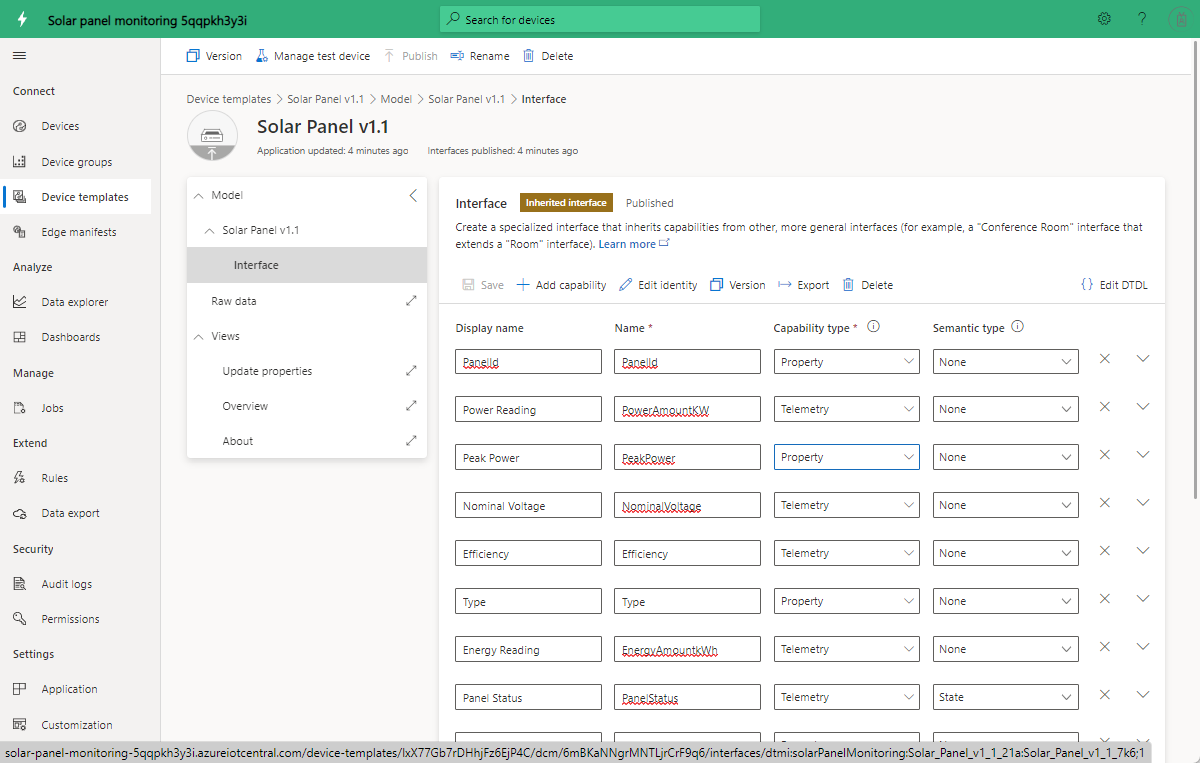 Solar panel monitoring 5qqpkh3y3i
Search for devices
?
Connect
Devices
Device groups
Device templates
Edge manifests
Analyze
Data explorer
Dashboards
Manage
Jobs
Extend
Rules
Data export
Security
Audit logs
Permissions
Settings
Application
Customization
Version Manage test device Publish Rename Delete
Device templates > Solar Panel v1.1 > Model > Solar Panel v1.1 > Interface
Solar Panel v1.1
Application updated: 4 minutes ago Interfaces published: 4 minutes ago
Model
Solar Panel v1.1
Interface
Raw data
Views
Update properties
Overview
About
Interface Inherited interface Published
Create a specialized interface that inherits capabilities from other, more general interfaces (for example, a "Conference Room" interface that
extends a "Room" interface). Learn more
Save Add capability Edit identity Version Export Delete {} Edit DTDL
Display name Name * Capability type * Semantic type
PanelId PanelId Property None
Power Reading PowerAmountKW Telemetry None
Peak Power PeakPower Property None
Nominal Voltage NominalVoltage Telemetry None
Efficiency Efficiency Telemetry None
Type Type Property None
Energy Reading EnergyAmountkWh Telemetry None
Panel Status PanelStatus Telemetry State
solar-panel-monitoring-5qqpkh3y3i.azureiotcentral.com/device-templates/IxX77Gb7rDHhjFz6EjP4C/dcm/6mBKaNNgrMNTLjrCrF9q6/interfaces/dtmi:solarPanelMonitoring:Solar_Panel_v1_1_21a:Solar_Panel_v1_1_7k6;1